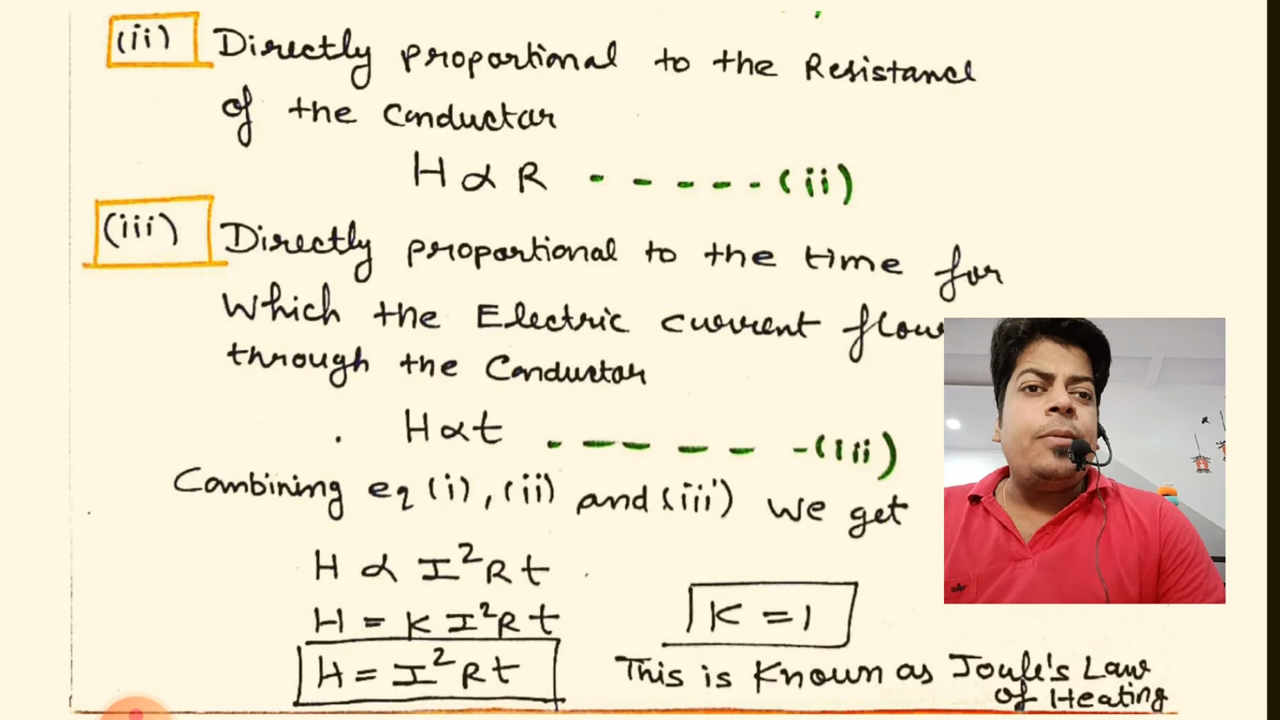 (ii) Directly proportional to the Resistance
of the Conductor
H ∝ R - - - - - - (ii)
(iii) Directly proportional to the time for
Which the Electric current flow
through the Conductor
H ∝ t - - - - - - (iii)
Combining eq (i), (ii) and (iii) we get
H ∝ I²Rt
H = K I²Rt
K = 1
H = I²Rt
This is Known as Joule's Law
of Heating